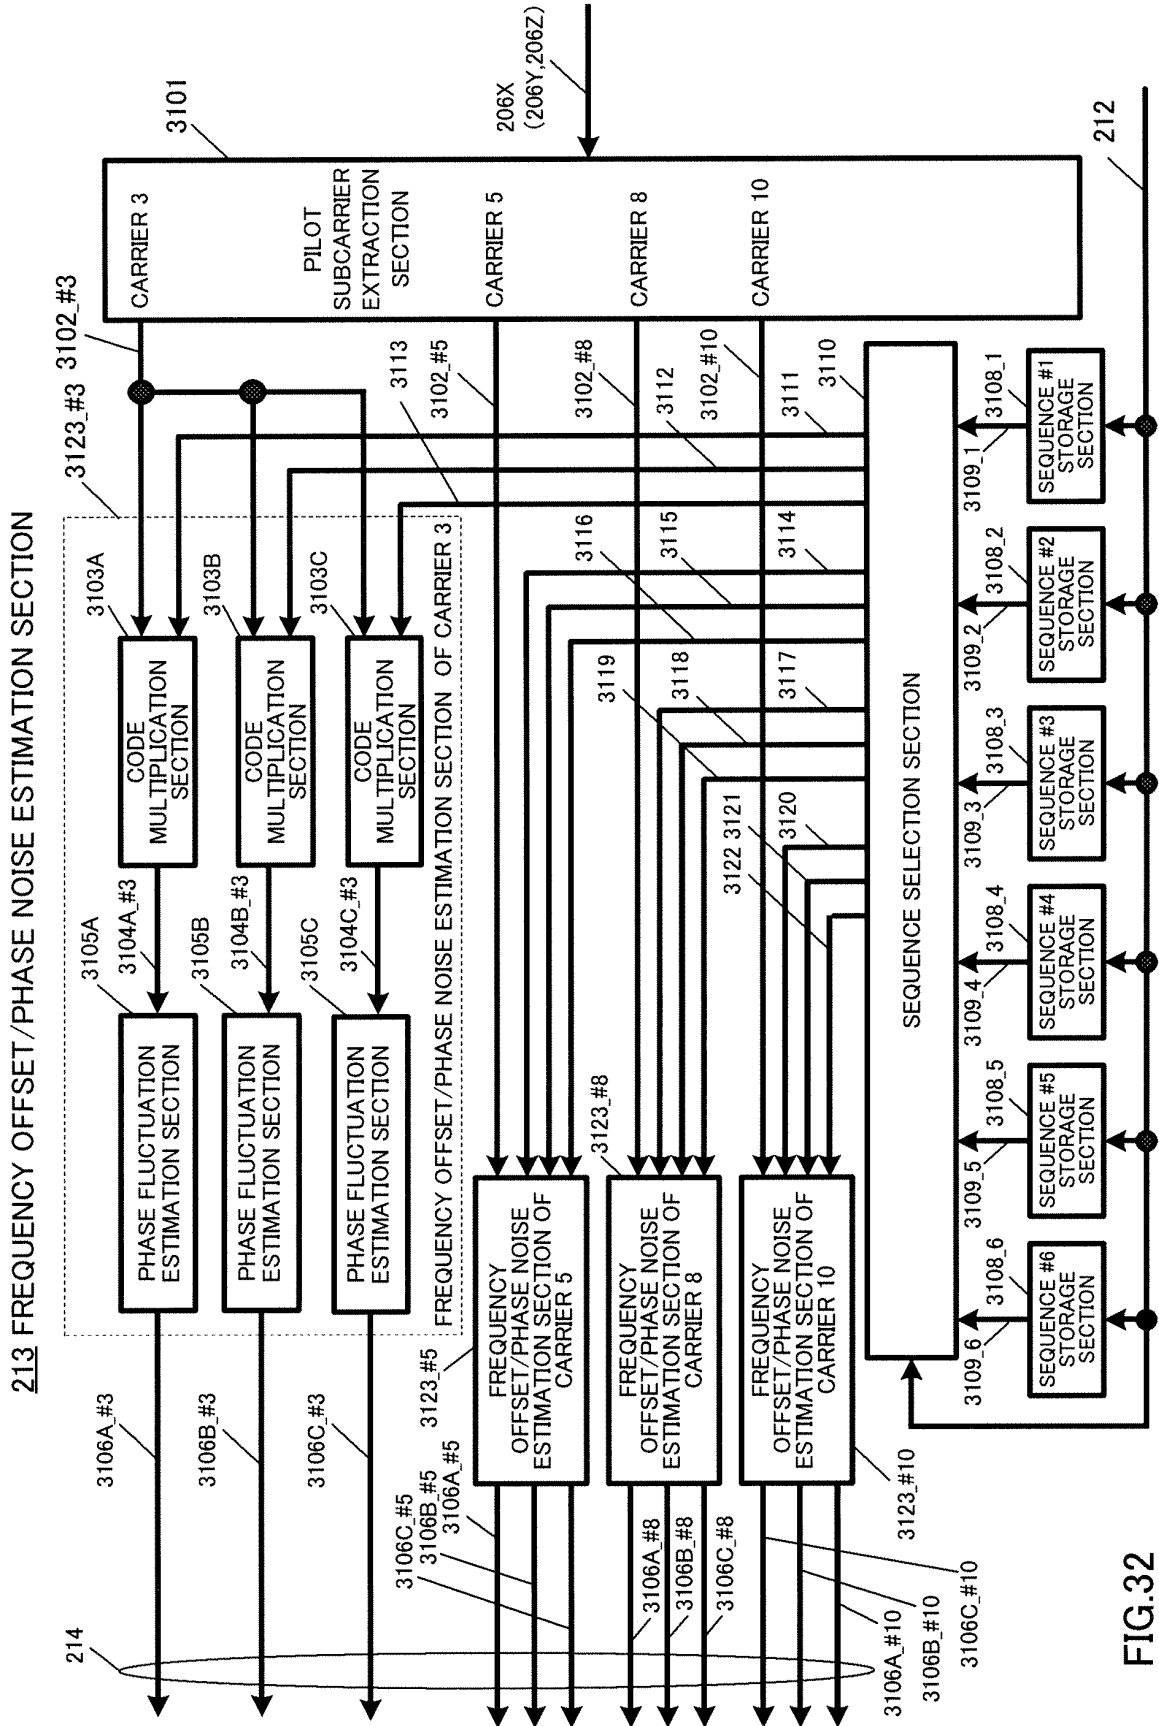 213 FREQUENCY OFFSET/PHASE NOISE ESTIMATION SECTION
3101
206X
(206Y,206Z)
CARRIER 3
PILOT
SUBCARRIER
EXTRACTION
SECTION
CARRIER 5
CARRIER 8
CARRIER 10
3102_#3
3123_#3
3113
3102_#5
3102_#8
3112
3102_#10
3111
3110
212
3103A
CODE
MULTIPLICATION
SECTION
3103B
CODE
MULTIPLICATION
SECTION
3103C
CODE
MULTIPLICATION
SECTION
3104A_#3
3104B_#3
3104C_#3
3105A
PHASE FLUCTUATION
ESTIMATION SECTION
3105B
PHASE FLUCTUATION
ESTIMATION SECTION
3105C
PHASE FLUCTUATION
ESTIMATION SECTION
FREQUENCY OFFSET/PHASE NOISE ESTIMATION SECTION OF CARRIER 3
3106A_#3
3106B_#3
3106C_#3
3116
3115
3114
3119
3118
3117
3122
3121
3120
3123_#5
FREQUENCY
OFFSET/PHASE NOISE
ESTIMATION SECTION OF
CARRIER 5
3123_#8
FREQUENCY
OFFSET/PHASE NOISE
ESTIMATION SECTION OF
CARRIER 8
FREQUENCY
OFFSET/PHASE NOISE
ESTIMATION SECTION OF
CARRIER 10
3123_#10
3106C_#5
3106B_#5
3106A_#5
3106A_#8
3106B_#8
3106C_#8
3106A_#10
3106B_#10
3106C_#10
214
SEQUENCE SELECTION SECTION
3109_6
3108_6
SEQUENCE #6
STORAGE
SECTION
3109_5
3108_5
SEQUENCE #5
STORAGE
SECTION
3109_4
3108_4
SEQUENCE #4
STORAGE
SECTION
3109_3
3108_3
SEQUENCE #3
STORAGE
SECTION
3109_2
3108_2
SEQUENCE #2
STORAGE
SECTION
3109_1
3108_1
SEQUENCE #1
STORAGE
SECTION
FIG.32